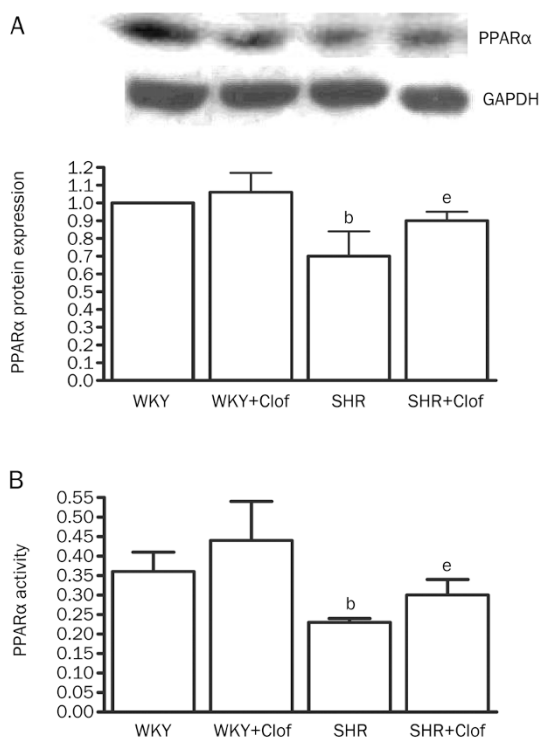 A
PPARα
GAPDH
PPARα protein expression
1.2
1.1
1.0
0.9
0.8
0.7
0.6
0.5
0.4
0.3
0.2
0.1
0.0
b
e
WKY WKY+Clof SHR SHR+Clof
B
PPARα activity
0.55
0.50
0.45
0.40
0.35
0.30
0.25
0.20
0.15
0.10
0.05
0.00
b
e
WKY WKY+Clof SHR SHR+Clof